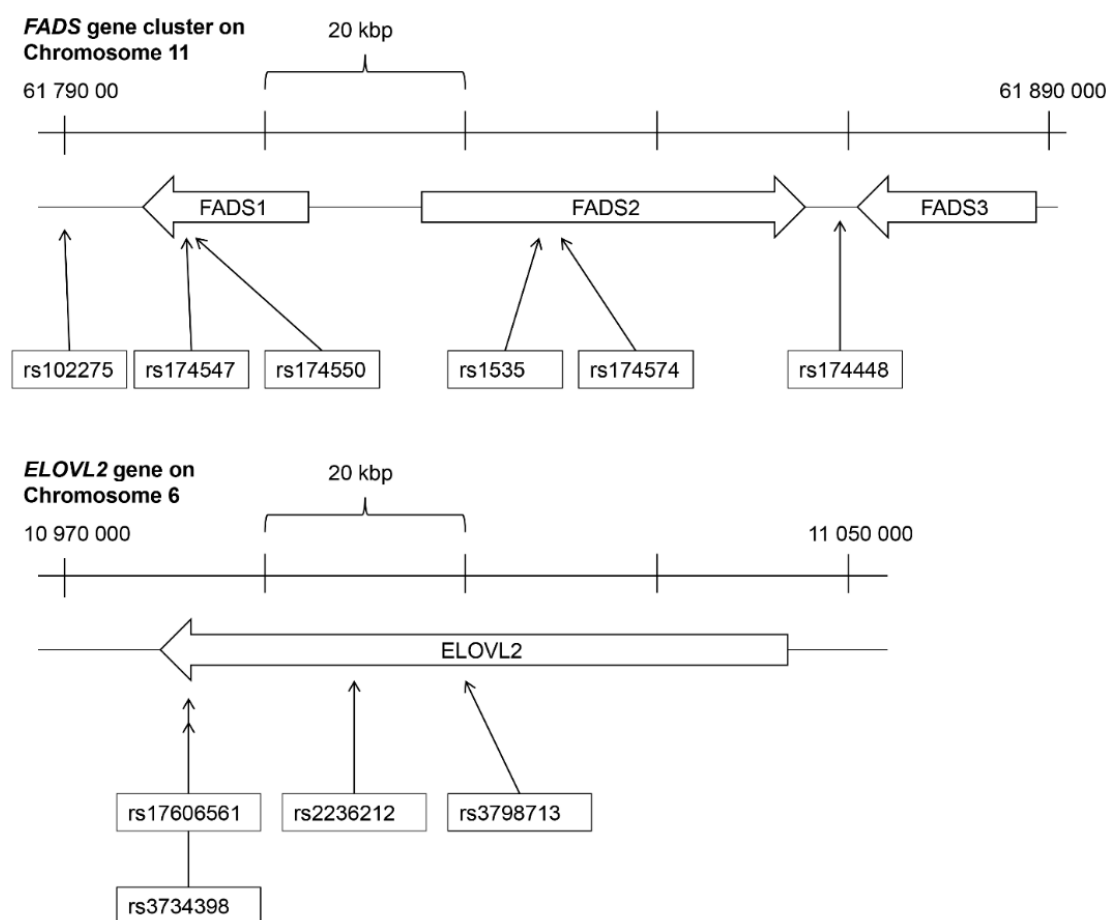 FADS gene cluster on
Chromosome 11
20 kbp
61 790 00
61 890 000
FADS1
FADS2
FADS3
rs102275
rs174547
rs174550
rs1535
rs174574
rs174448
ELOVL2 gene on
Chromosome 6
20 kbp
10 970 000
11 050 000
ELOVL2
rs17606561
rs2236212
rs3798713
rs3734398